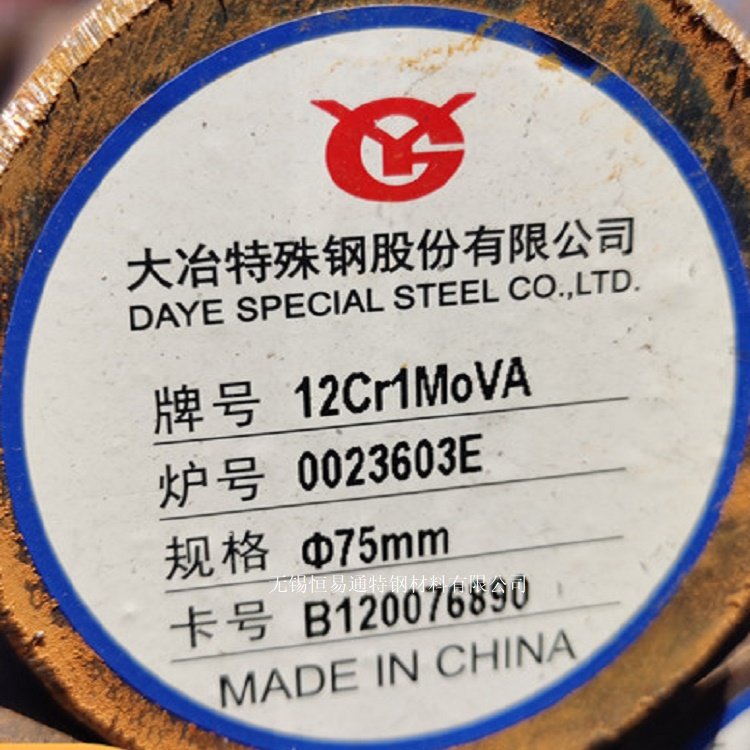 大冶特殊钢股份有限公司
DAYE SPECIAL STEEL CO.,LTD.
牌号 12Cr1MoVA
炉号 0023603E
规格 Φ75mm
无锡恒易通特钢材料有限公司
卡号 B120076890
MADE IN CHINA